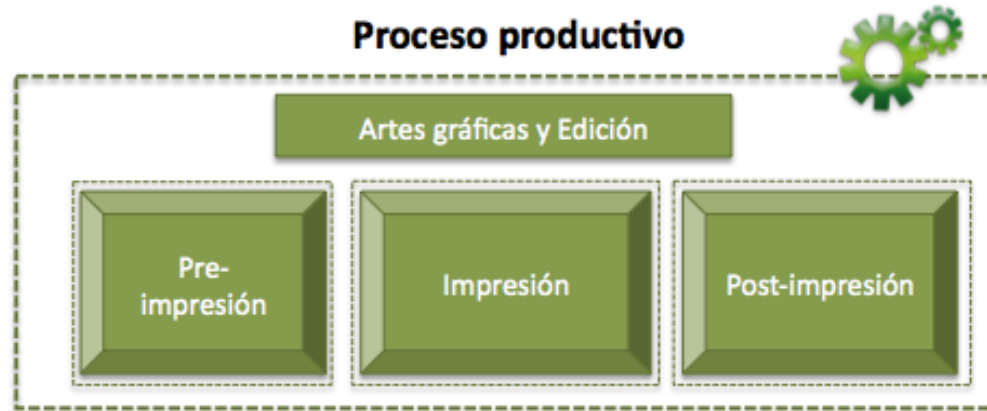 Proceso productivo
Artes gráficas y Edición
Pre-
impresión
Impresión
Post-impresión